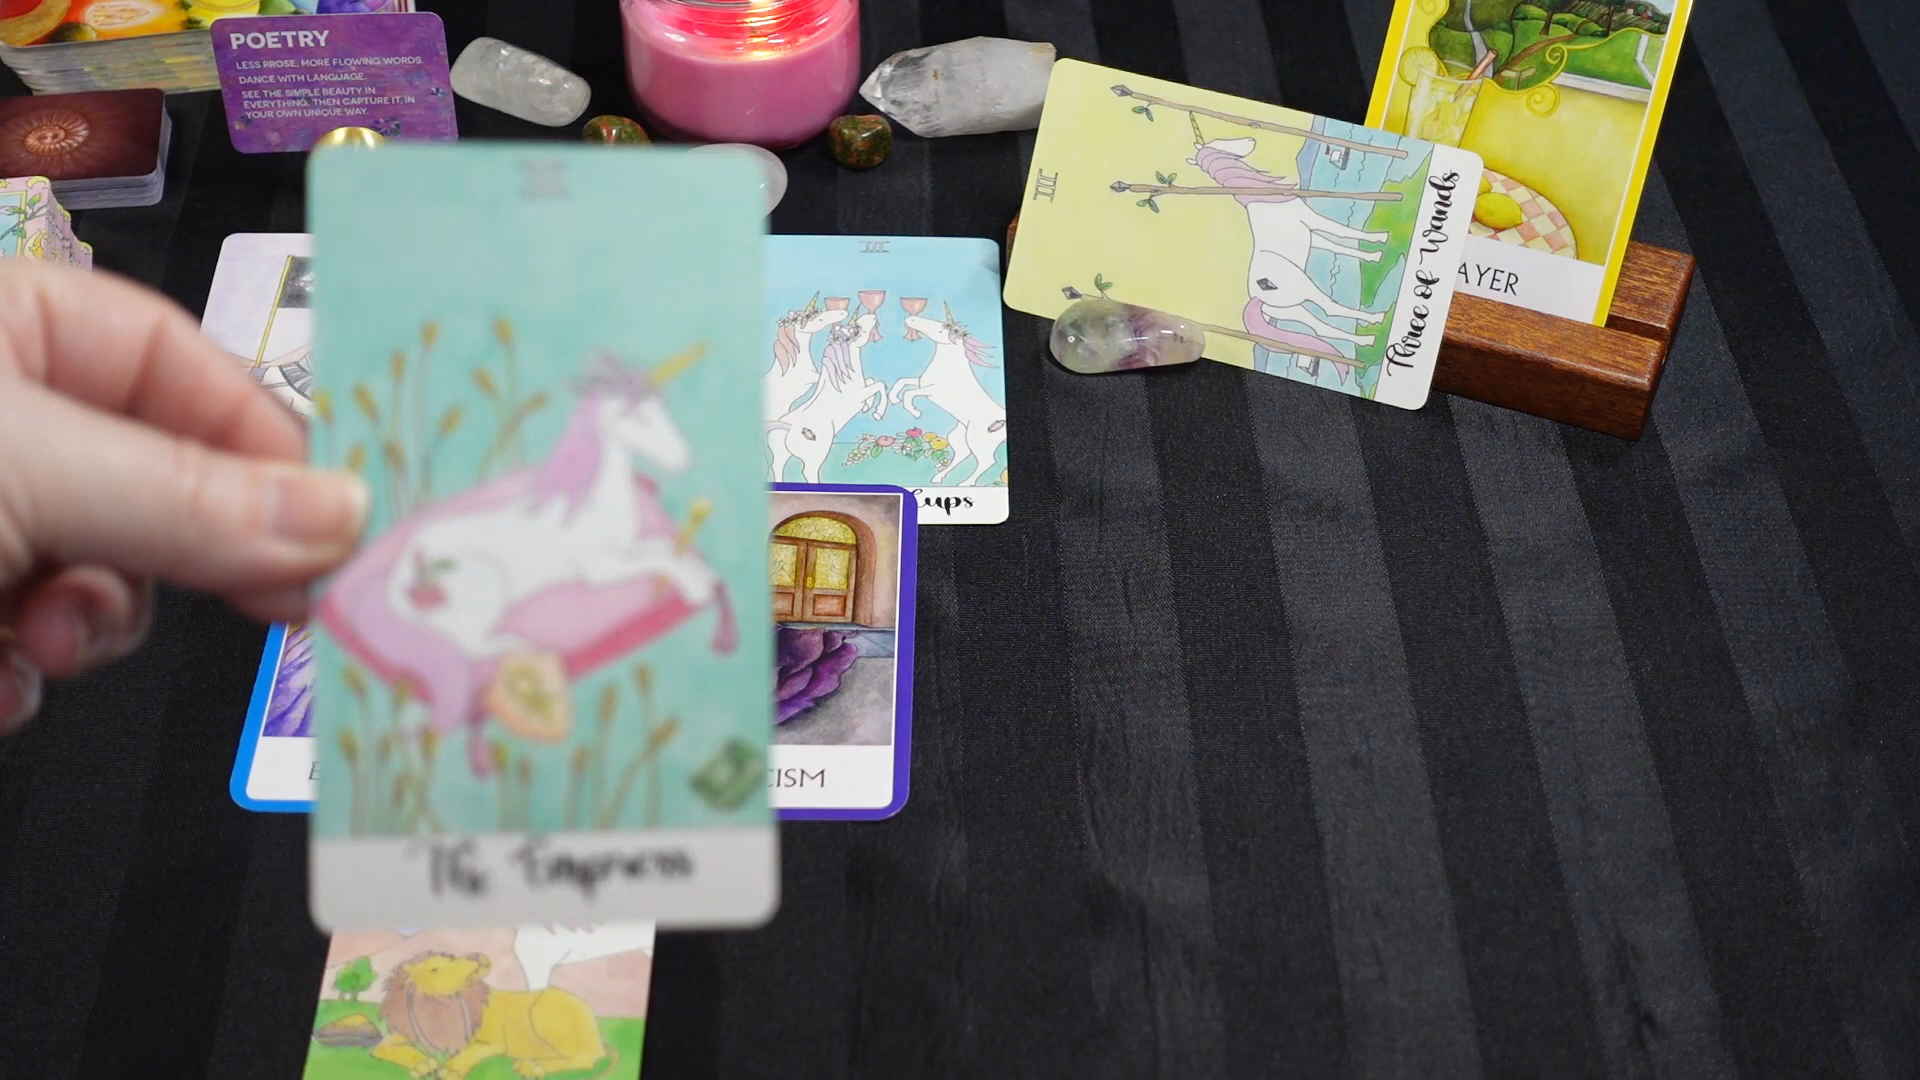 POETRY
LESS PROSE, MORE FLOWING WORDS.
DANCE WITH LANGUAGE.
SEE THE SIMPLE BEAUTY IN
EVERYTHING. THEN CAPTURE IT, IN
YOUR OWN UNIQUE WAY.
III
III
III
Three of Wands
AYER
Cups
CISM
The Empress